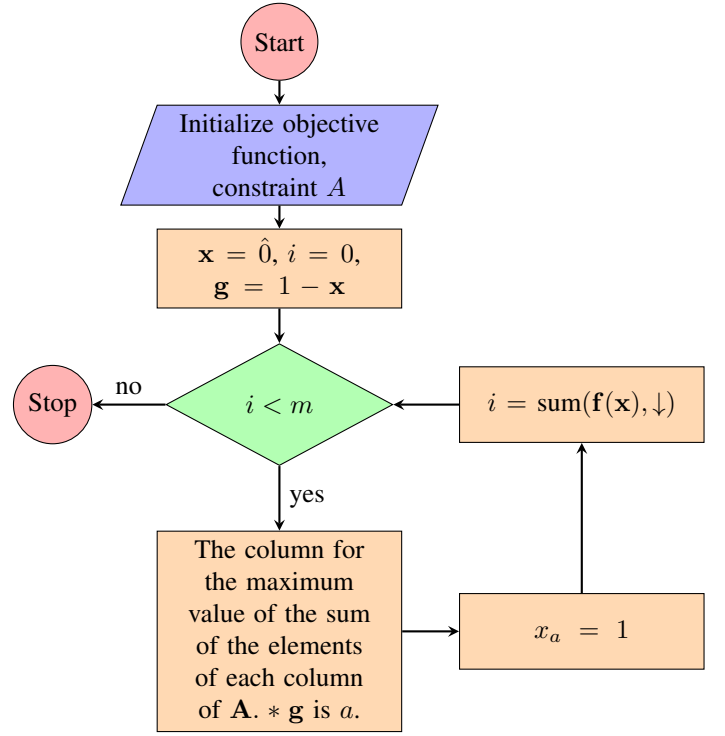 Start
Initialize objective
function,
constraint A
x = 0̂, i = 0,
g = 1 − x
i < m
no
Stop
i = sum(f(x),↓)
yes
The column for
the maximum
value of the sum
of the elements
of each column
of A. ∗ g is a.
xₐ = 1